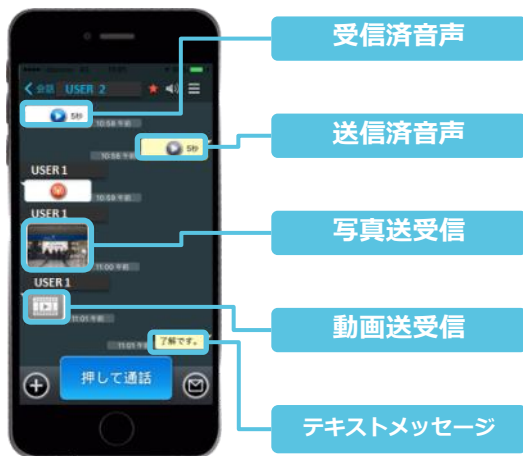 受信済音声
送信済音声
写真送受信
動画送受信
テキストメッセージ
会話 USER 2
5秒
10:58 午前
5秒
10:58 午前
USER 1
10:59 午前
USER 1
11:00 午前
USER 1
11:01 午前
11:01 午前
了解です。
押して通話